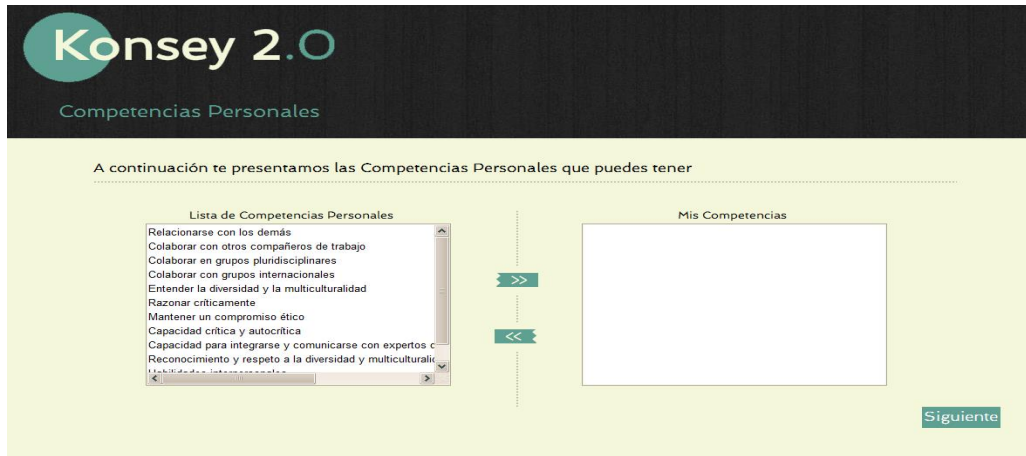 Konsey 2.0
Competencias Personales
A continuación te presentamos las Competencias Personales que puedes tener
Lista de Competencias Personales
Relacionarse con los demás
Colaborar con otros compañeros de trabajo
Colaborar en grupos pluridisciplinares
Colaborar con grupos internacionales
Entender la diversidad y la multiculturalidad
Razonar críticamente
Mantener un compromiso ético
Capacidad crítica y autocrítica
Capacidad para integrarse y comunicarse con expertos
Reconocimiento y respeto a la diversidad y
>>
<<
Mis Competencias
Siguiente